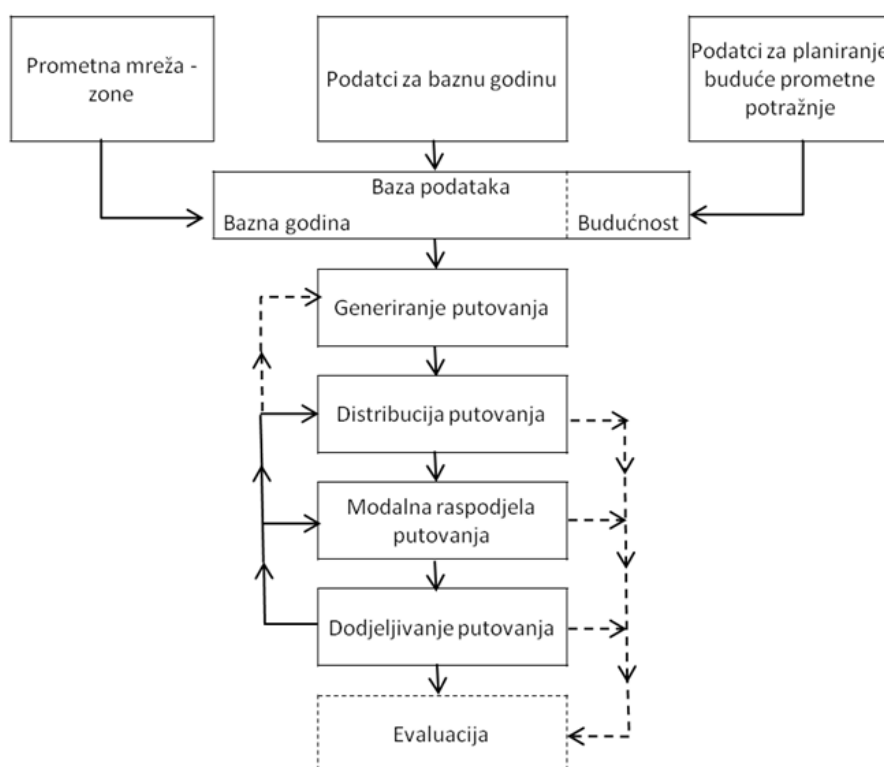 Prometna mreža -
zone
Podatci za baznu godinu
Podatci za planiranje
buduće prometne
potražnje
Baza podataka
Bazna godina
Budućnost
Generiranje putovanja
Distribucija putovanja
Modalna raspodjela
putovanja
Dodjeljivanje putovanja
Evaluacija